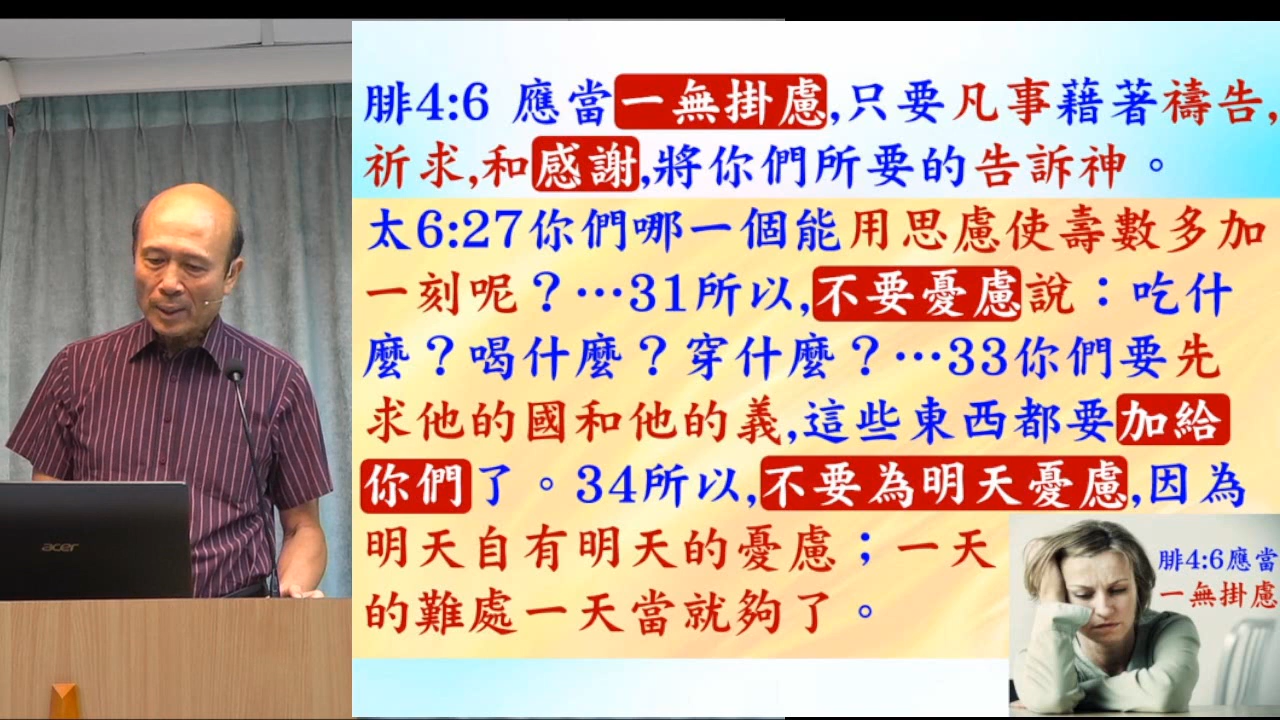 腓4:6 應當一無掛慮,只要凡事藉著禱告,
祈求,和感謝,將你們所要的告訴神。
太6:27你們哪一個能用思慮使壽數多加
一刻呢？…31所以,不要憂慮說：吃什
麼？喝什麼？穿什麼？…33你們要先
求他的國和他的義,這些東西都要加給
你們了。34所以,不要為明天憂慮,因為
明天自有明天的憂慮；一天
的難處一天當就夠了。
腓4:6應當
一無掛慮
acer